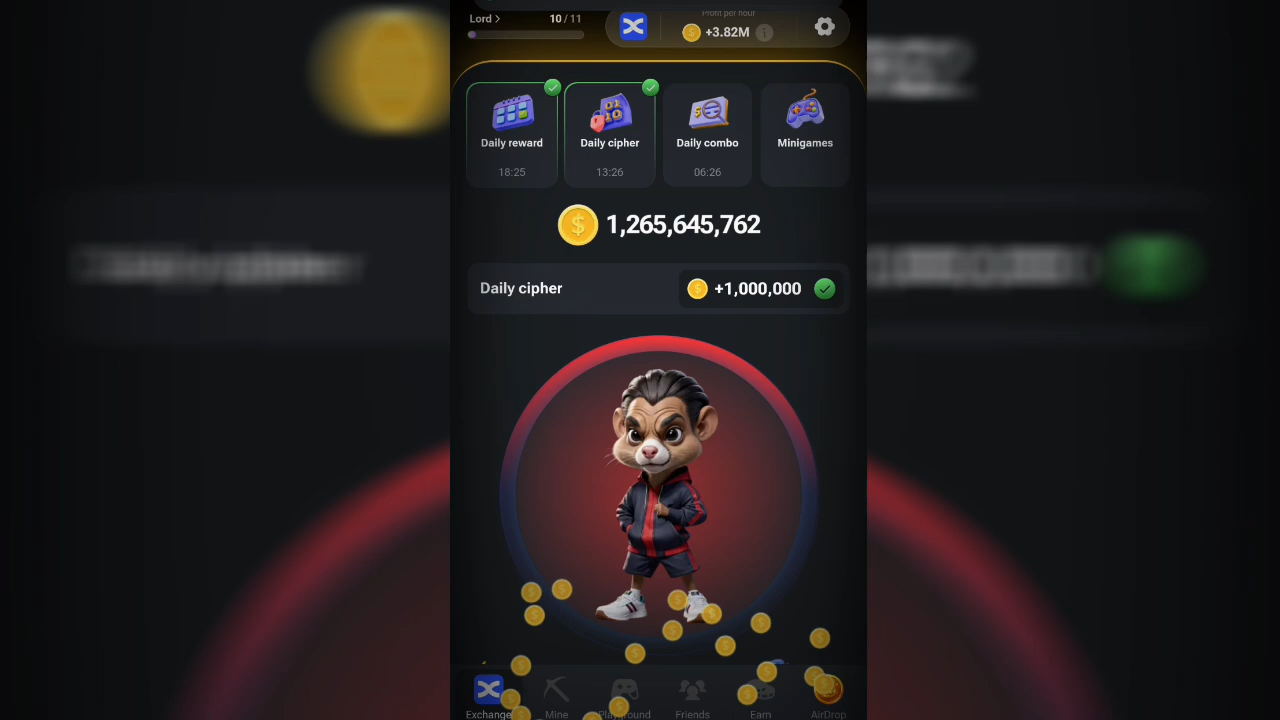 Lord >
10 / 11
Profit per hour
+3.82M
Daily reward
18:25
Daily cipher
13:26
Daily combo
06:26
Minigames
1,265,645,762
Daily cipher
+1,000,000
Exchange
Mine
Playground
Friends
Earn
AirDrop